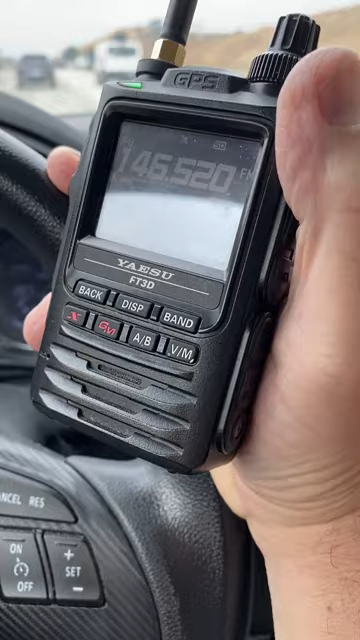 GPS
146.520 FM
YAESU
FT3D
BACK DISP BAND
X GM A/B V/M
CANCEL RES
ON
OFF
+
SET
-